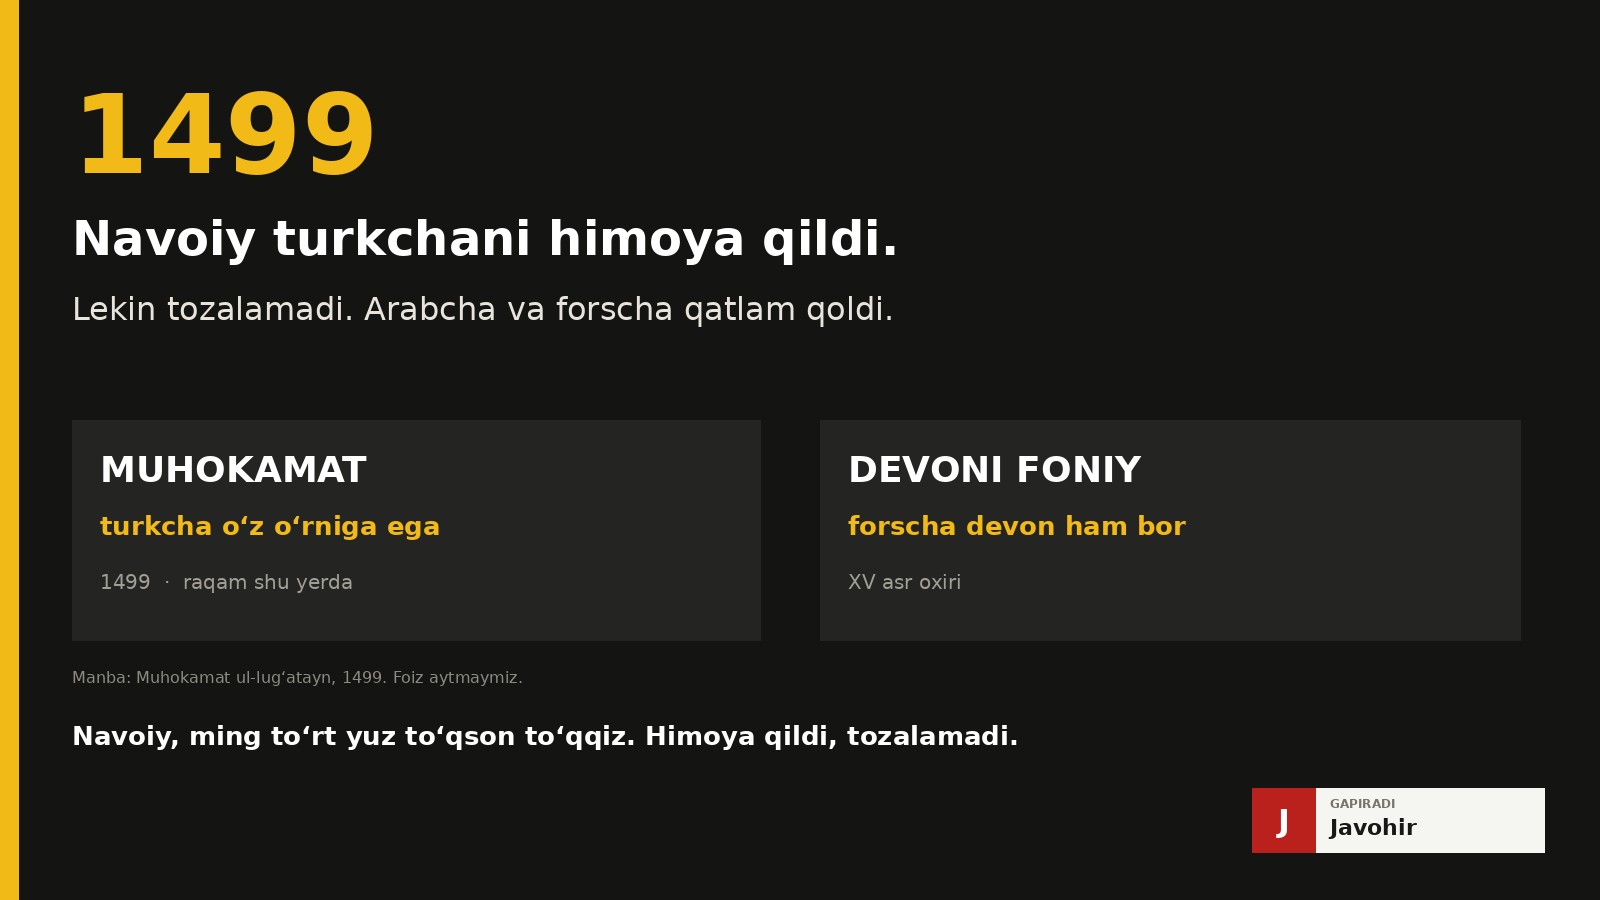 1499
Navoiy turkchani himoya qildi.
Lekin tozalamadi. Arabcha va forscha qatlam qoldi.
MUHOKAMAT
turkcha o‘z o‘rniga ega
1499 · raqam shu yerda
DEVONI FONIY
forscha devon ham bor
XV asr oxiri
Manba: Muhokamat ul-lug‘atayn, 1499. Foiz aytmaymiz.
Navoiy, ming to‘rt yuz to‘qson to‘qqiz. Himoya qildi, tozalamadi.
J
GAPIRADI
Javohir